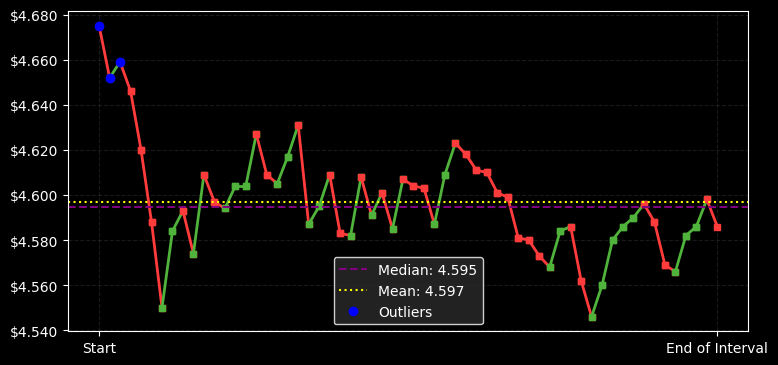 $4.680
$4.660
$4.640
$4.620
$4.600
$4.580
$4.560
$4.540
Median: 4.595
Mean: 4.597
Outliers
Start
End of Interval